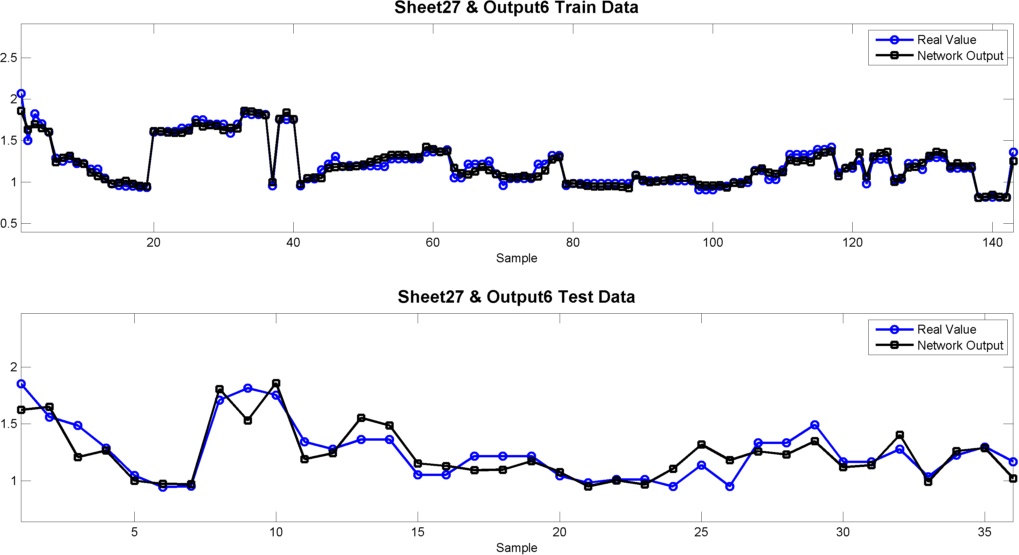 Sheet27 & Output6 Train Data
Real Value
Network Output
2.5
2
1.5
1
0.5
20
40
60
80
100
120
140
Sample
Sheet27 & Output6 Test Data
Real Value
Network Output
2
1.5
1
5
10
15
20
25
30
35
Sample